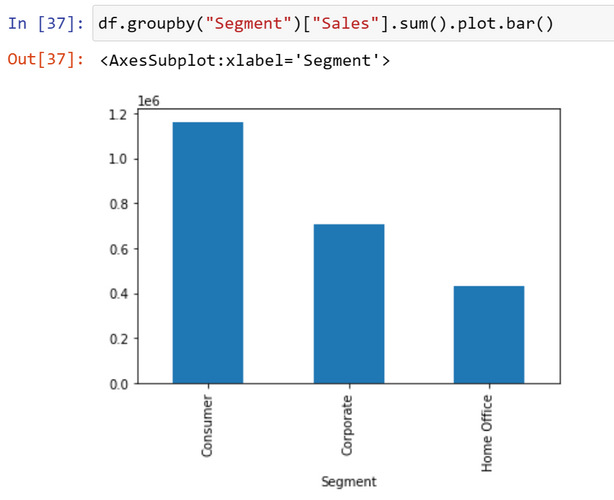 In [37]: df.groupby("Segment")["Sales"].sum().plot.bar()
Out[37]: <AxesSubplot:xlabel='Segment'>
1e6
1.2
1.0
0.8
0.6
0.4
0.2
0.0
Consumer
Corporate
Home Office
Segment